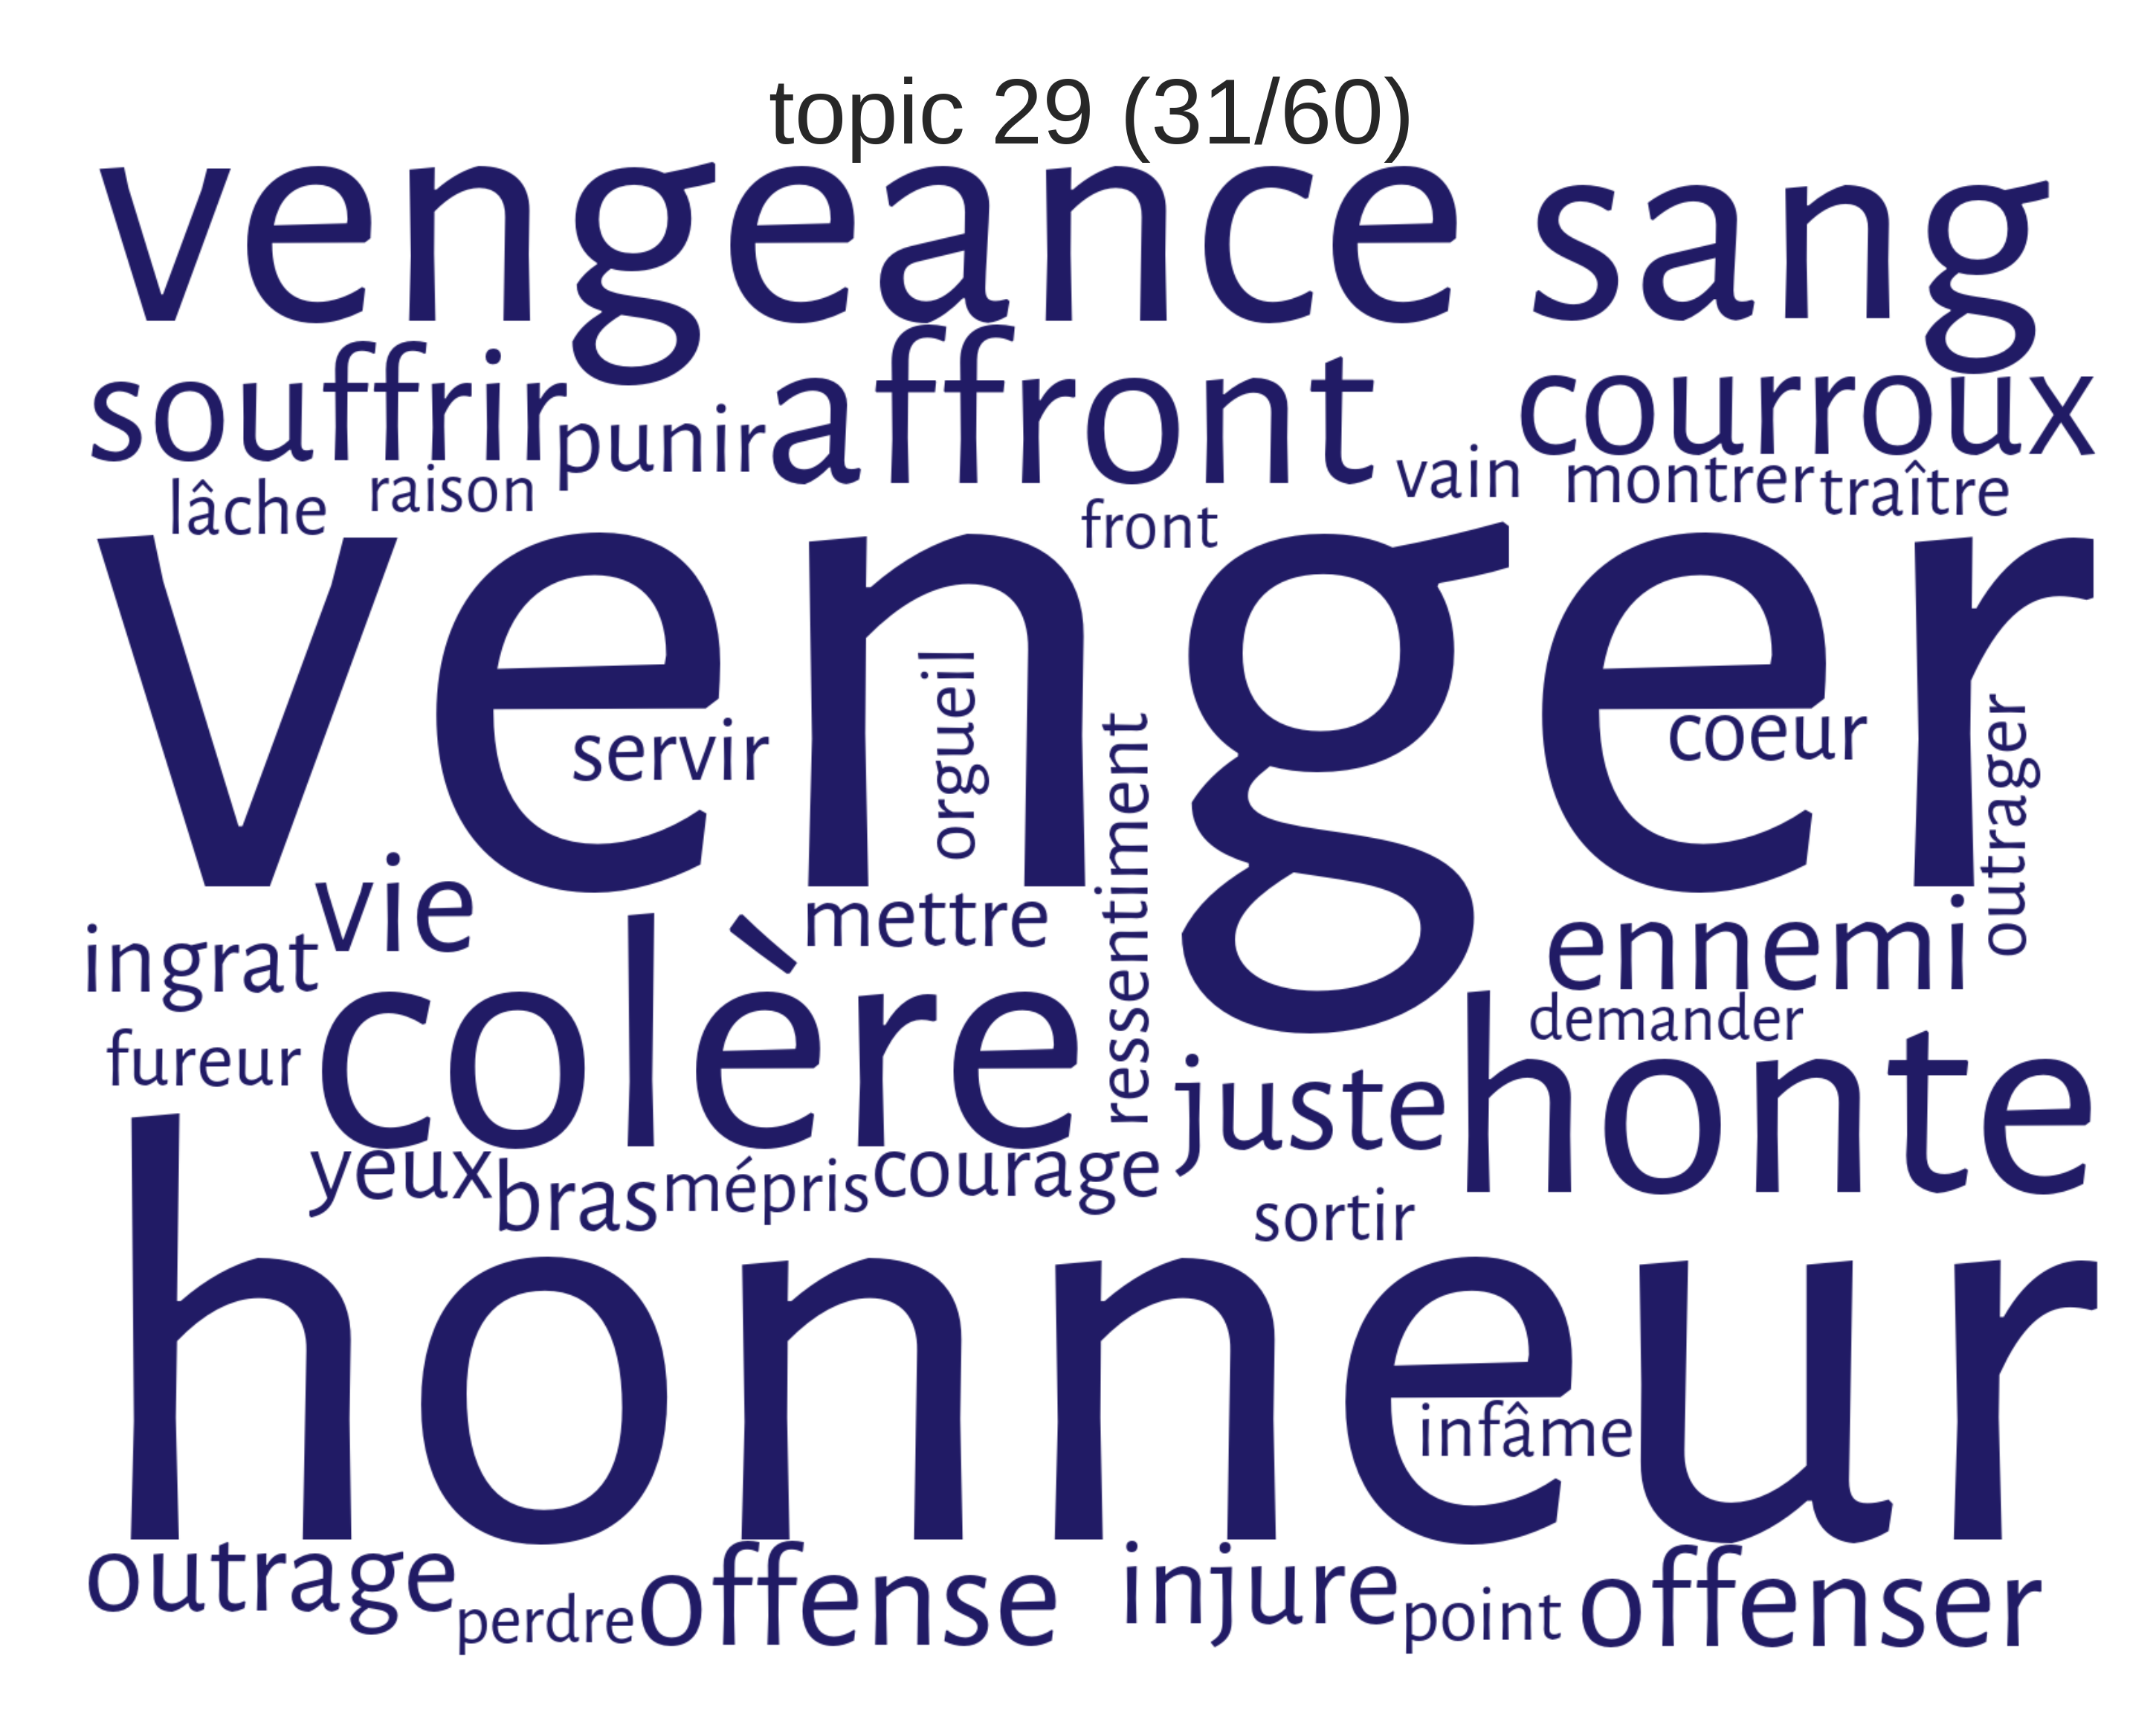 topic 29 (31/60)
vengeance sang
souffrir punir affront courroux
lâche raison front vain montrer traître
venger
servir orgueil ressentiment coeur outrager
vie mettre ennemi
ingrat colère demander
fureur juste honte
yeux bras mépris courage sortir
honneur
infâme
outrage perdre offense injure point offenser